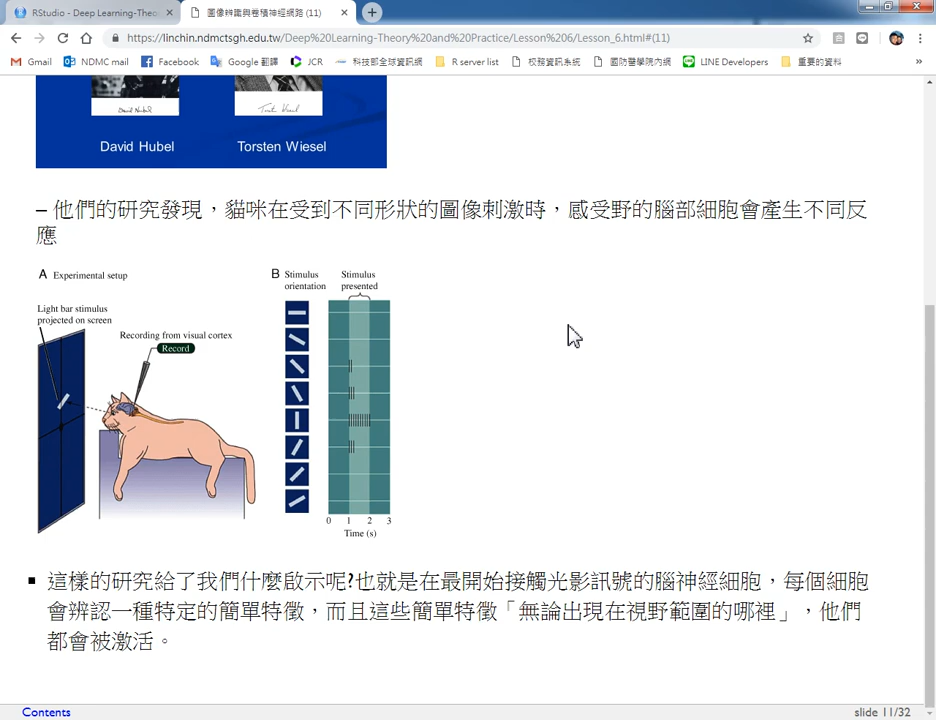 RStudio - Deep Learning-Theo
圖像辨識與卷積神經網路 (11)
https://linchin.ndmctsgh.edu.tw/Deep%20Learning-Theory%20and%20Practice/Lesson%206/Lesson_6.html#(11)
Gmail
NDMC mail
Facebook
Google 翻譯
JCR
科技部全球資訊網
R server list
校務資訊系統
國防醫學院內網
LINE Developers
重要的資料
»
David Hubel
Torsten Wiesel
– 他們的研究發現，貓咪在受到不同形狀的圖像刺激時，感受野的腦部細胞會產生不同反
應
A Experimental setup
Light bar stimulus
projected on screen
Recording from visual cortex
Record
B Stimulus
orientation
Stimulus
presented
0 1 2 3
Time (s)
▪ 這樣的研究給了我們什麼啟示呢?也就是在最開始接觸光影訊號的腦神經細胞，每個細胞
會辨認一種特定的簡單特徵，而且這些簡單特徵「無論出現在視野範圍的哪裡」，他們
都會被激活。
Contents
slide 11/32